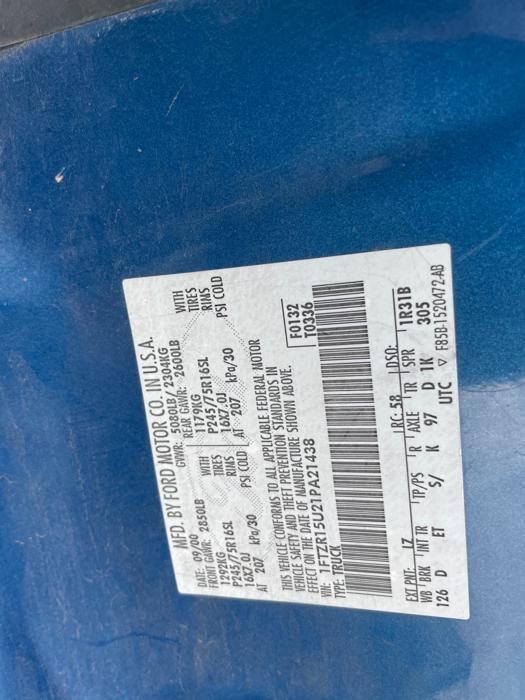 MFD. BY FORD MOTOR CO. IN U.S.A.
DATE: 09/00 GVWR: 5080LB/ 2304KG
FRONT GAWR: 2850LB REAR GAWR: 2600LB
1292KG WITH 1179KG WITH
P245/75R16SL TIRES P245/75R16SL TIRES
16X7.0J RIMS 16X7.0J RIMS
AT 207 kPa/30 PSI COLD AT 207 kPa/30 PSI COLD
THIS VEHICLE CONFORMS TO ALL APPLICABLE FEDERAL MOTOR
VEHICLE SAFETY AND THEFT PREVENTION STANDARDS IN
EFFECT ON THE DATE OF MANUFACTURE SHOWN ABOVE.
VIN: 1FTZR15U21PA21438 F0132
TYPE: TRUCK T0336
EXT PNT: LZ RC: 58 DSO:
WB BRK INT TR TP/PS R AXLE TR SPR 1R31B
126 D ET S/ K 97 D 1K 305
UTC ▽ F85B-1520472-AB